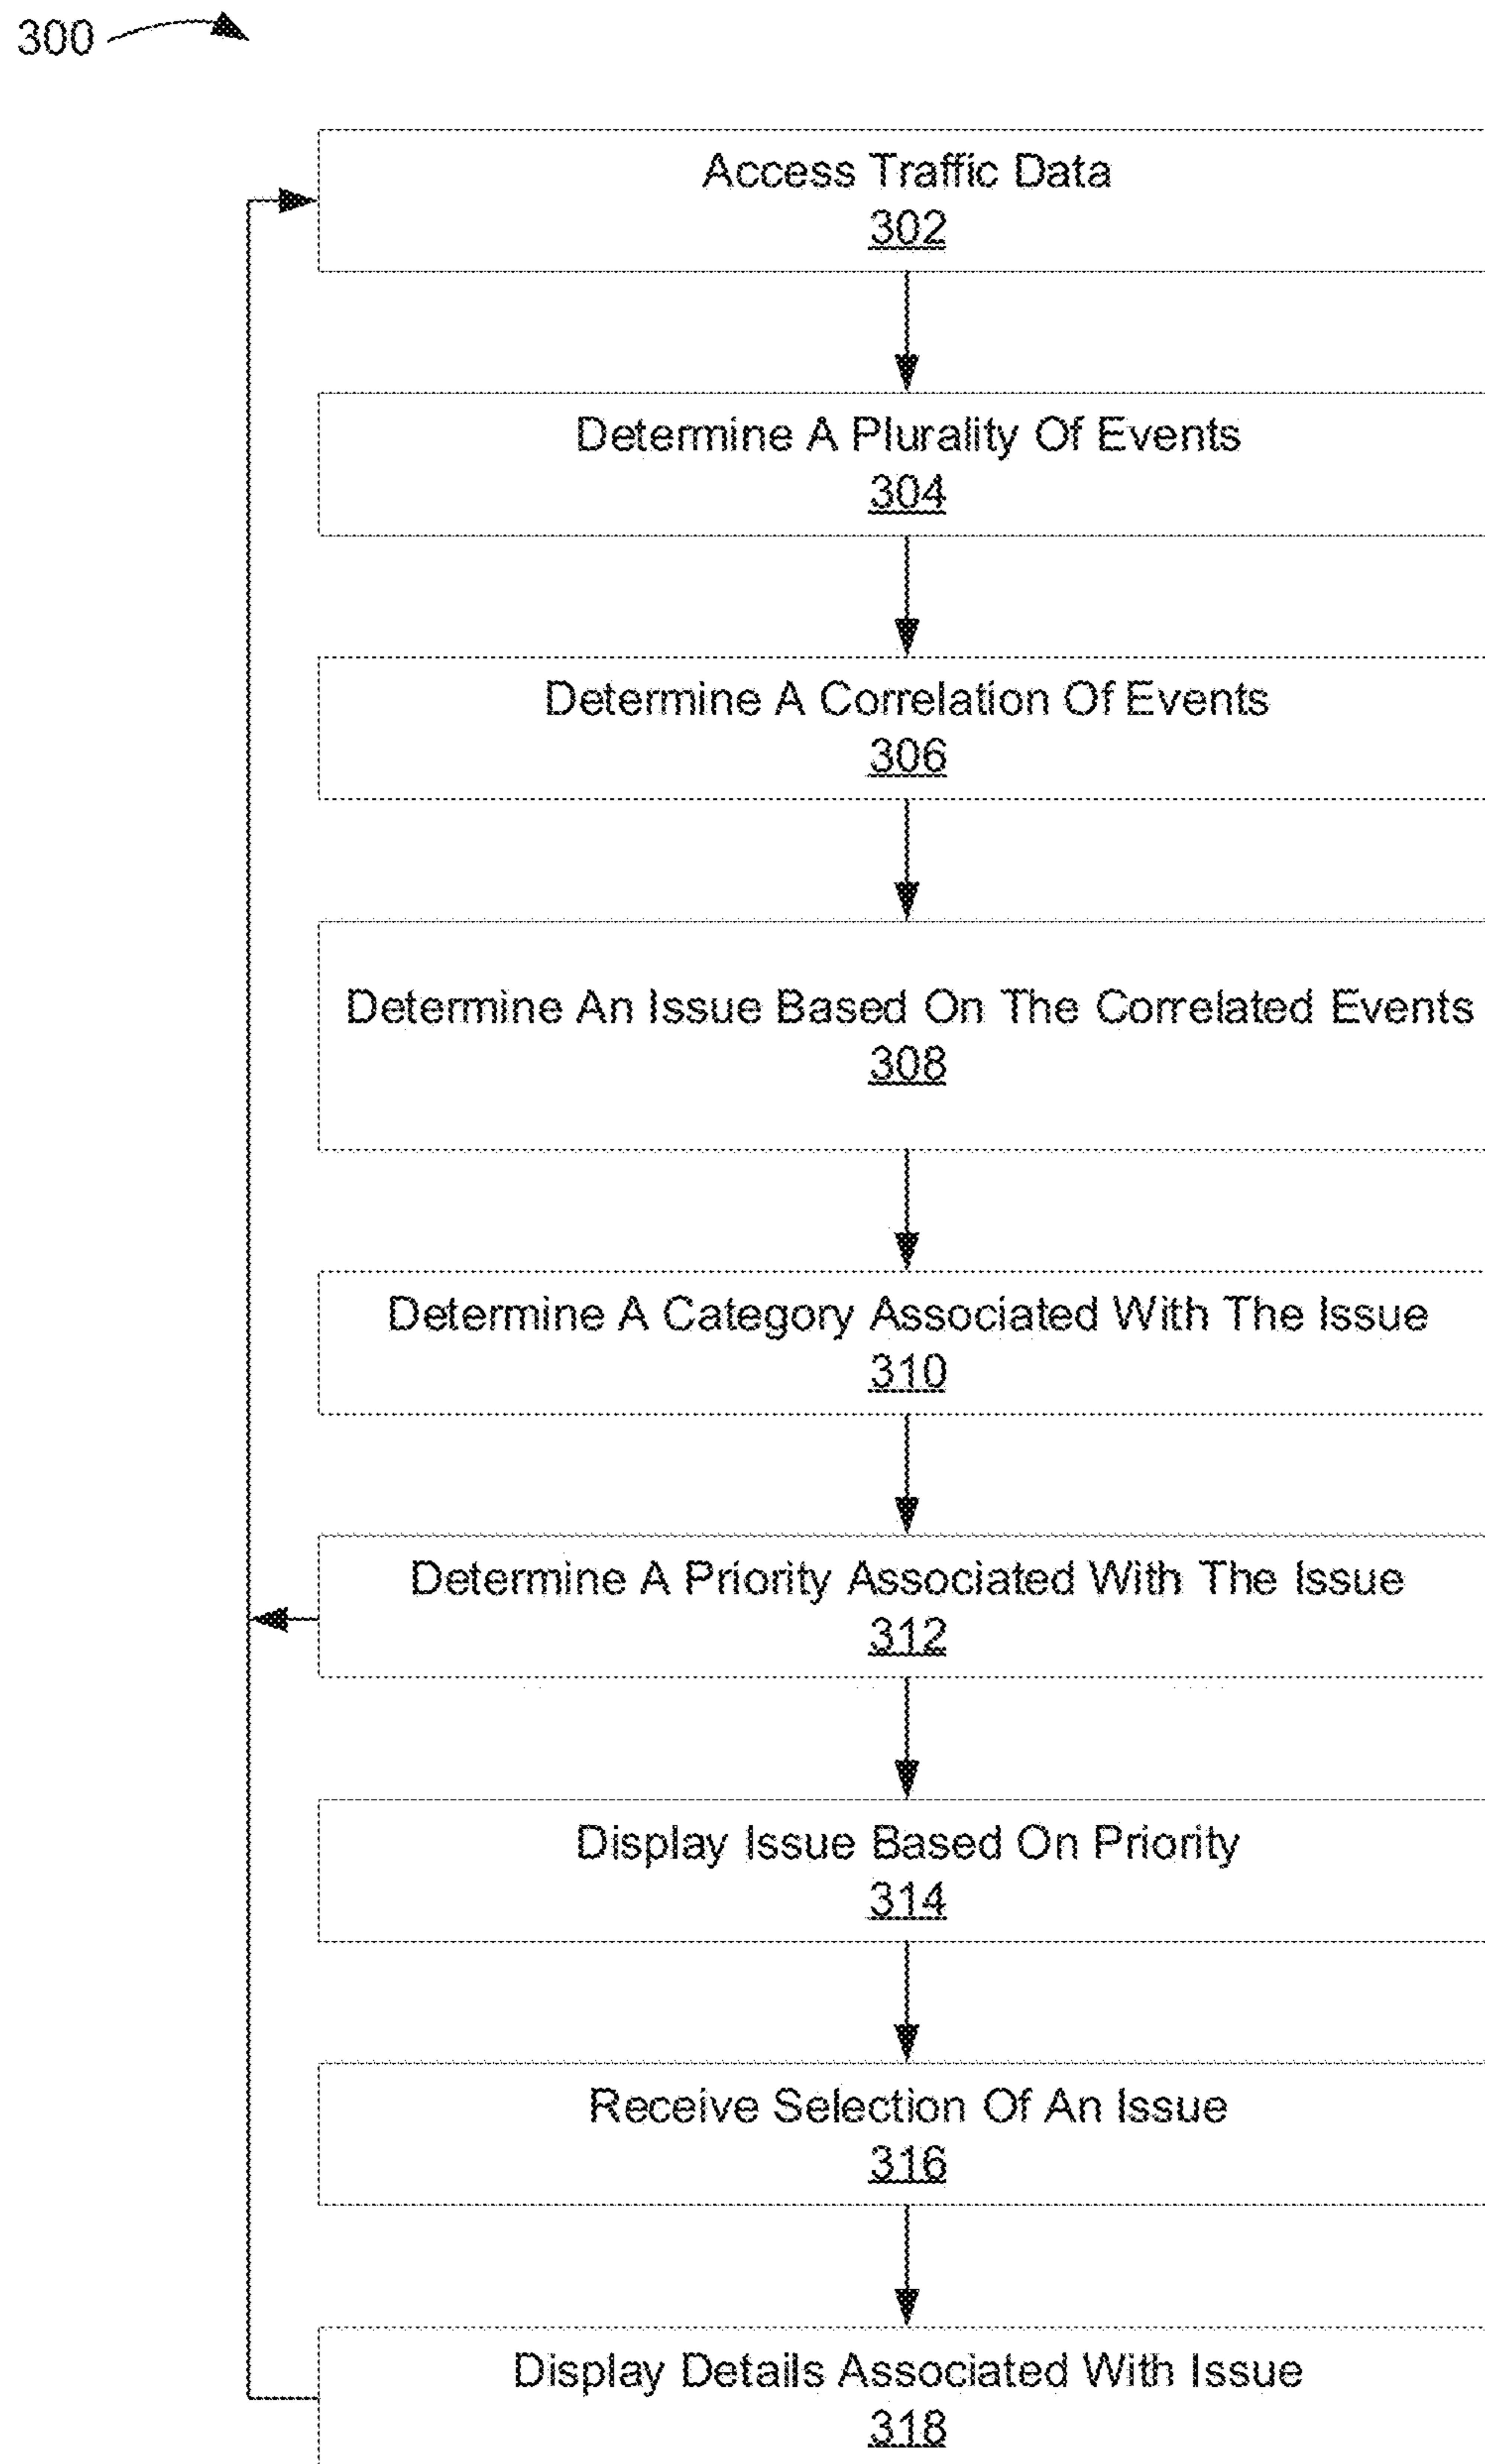 300
Access Traffic Data
302
Determine A Plurality Of Events
304
Determine A Correlation Of Events
306
Determine An Issue Based On The Correlated Events
308
Determine A Category Associated With The Issue
310
Determine A Priority Associated With The Issue
312
Display Issue Based On Priority
314
Receive Selection Of An Issue
316
Display Details Associated With Issue
318